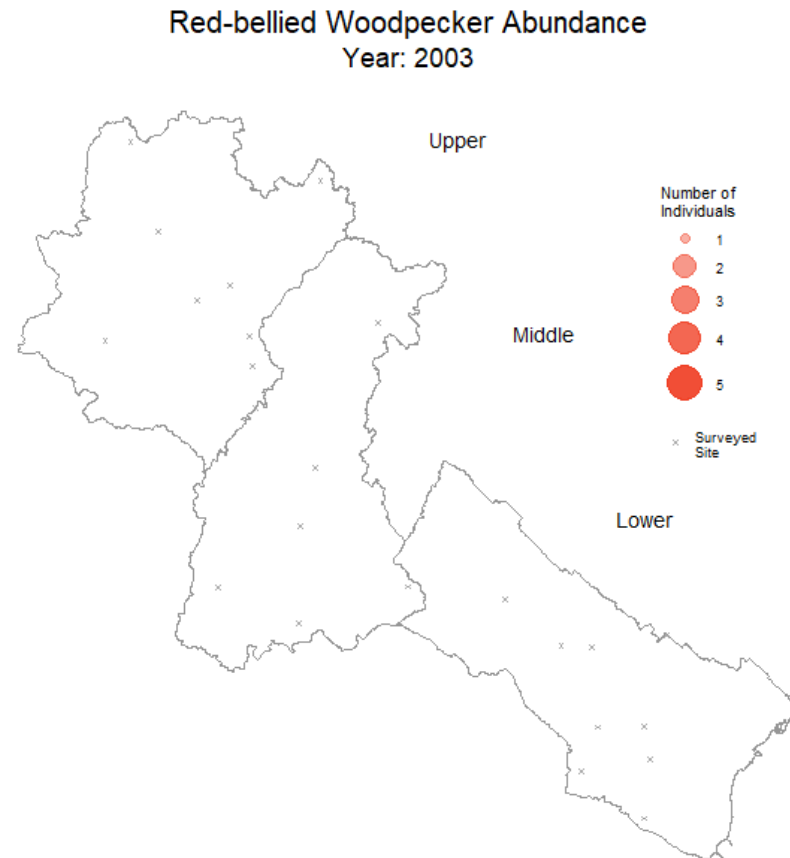 Red-bellied Woodpecker Abundance
Year: 2003
Upper
Number of
Individuals
1
2
3
Middle
4
5
Surveyed
Site
Lower